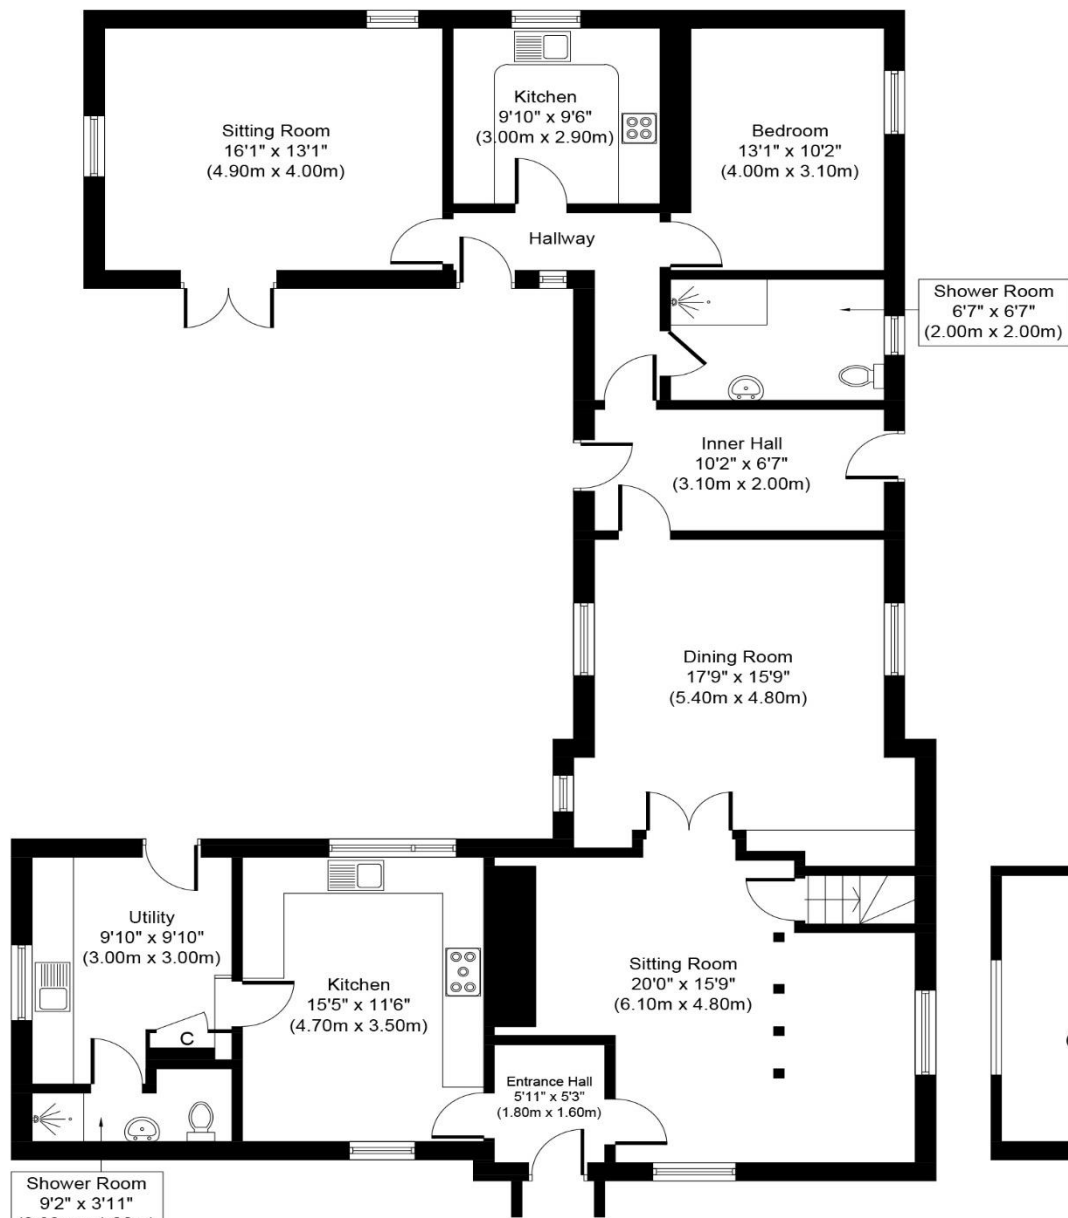 Sitting Room
16'1" x 13'1"
(4.90m x 4.00m)
Kitchen
9'10" x 9'6"
(3.00m x 2.90m)
Bedroom
13'1" x 10'2"
(4.00m x 3.10m)
Hallway
Shower Room
6'7" x 6'7"
(2.00m x 2.00m)
Inner Hall
10'2" x 6'7"
(3.10m x 2.00m)
Dining Room
17'9" x 15'9"
(5.40m x 4.80m)
Utility
9'10" x 9'10"
(3.00m x 3.00m)
C
Kitchen
15'5" x 11'6"
(4.70m x 3.50m)
Sitting Room
20'0" x 15'9"
(6.10m x 4.80m)
Entrance Hall
5'11" x 5'3"
(1.80m x 1.60m)
Shower Room
9'2" x 3'11"